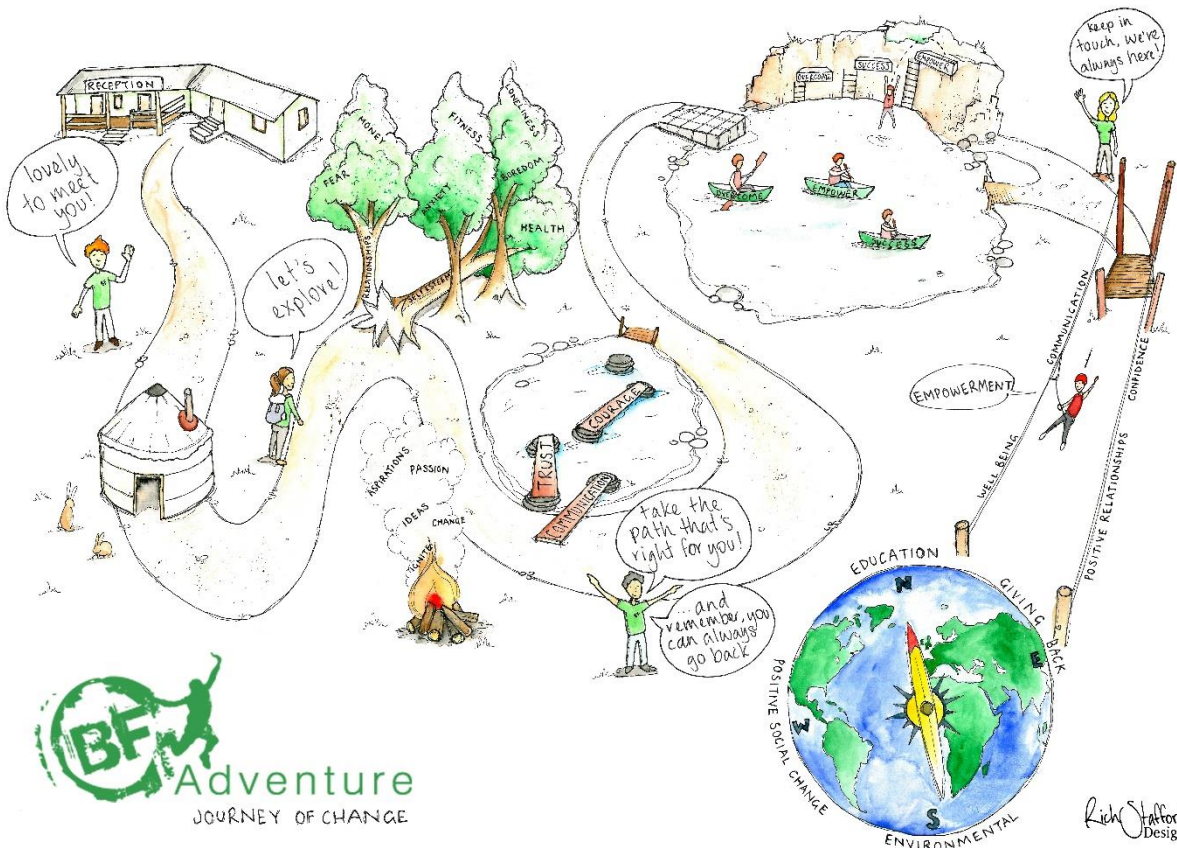 RECEPTION
lovely
to meet
you!
let's
explore!
MONEY
FEAR
RELATIONSHIPS
FITNESS
ANXIETY
LONELINESS
BOREDOM
HEALTH
SELF ESTEEM
OVERCOME
SUCCESS
EMPOWER
OVERCOME
EMPOWER
SUCCESS
keep in
touch, we're
always here!
COMMUNICATION
CONFIDENCE
EMPOWERMENT!
WELL BEING
POSITIVE RELATIONSHIPS
COURAGE
TRUST
COMMUNICATION
ASPIRATIONS
PASSION
IDEAS
CHANGE
IGNITE
take the
path that's
right for you!
...and
remember, you
can always
go back
EDUCATION
GIVING BACK
POSITIVE SOCIAL CHANGE
ENVIRONMENTAL
N
E
W
S
BF
Adventure
JOURNEY OF CHANGE
Rich Staffor
Desig